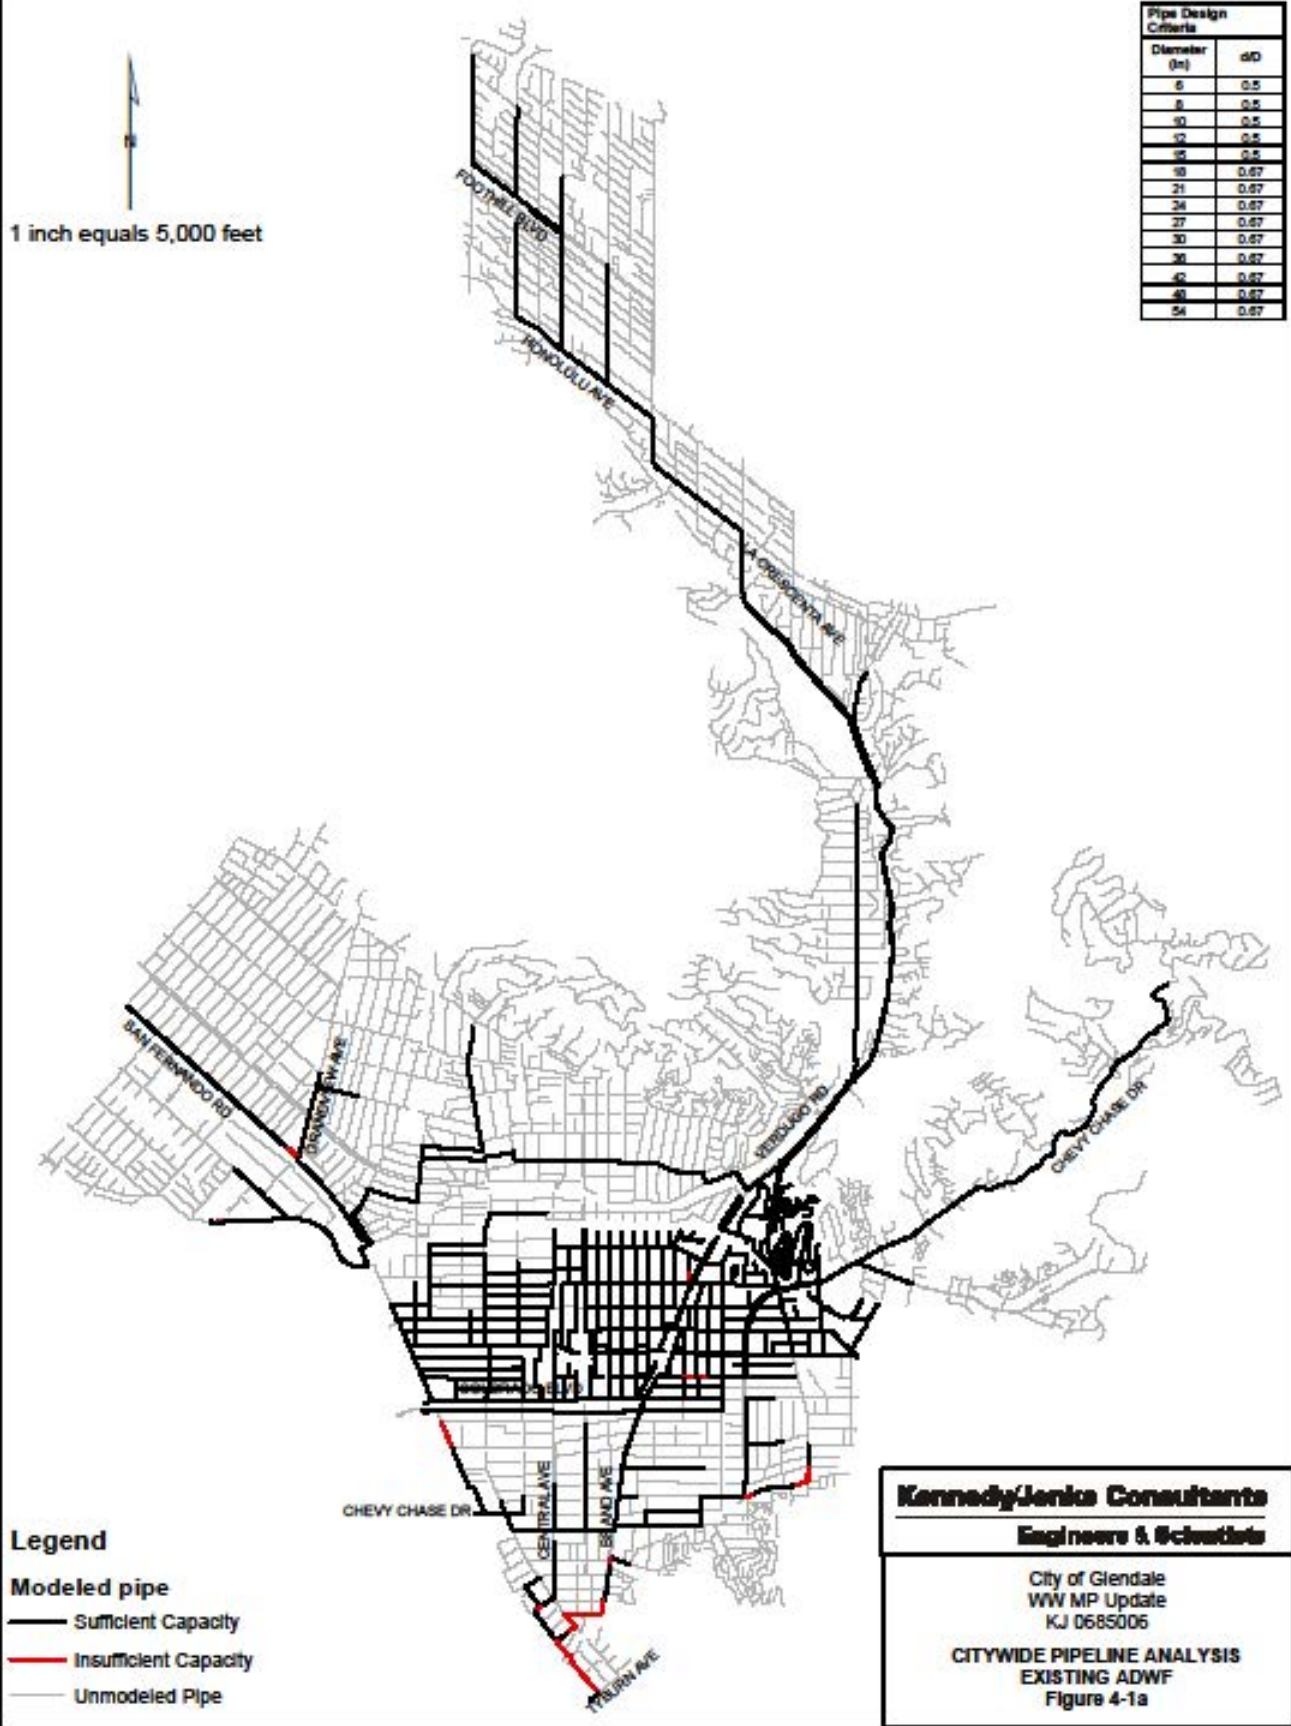 Pipe Design
Criteria
Diameter
(in)
d/D
6 0.5
8 0.5
10 0.5
12 0.5
15 0.5
18 0.67
21 0.67
24 0.67
27 0.67
30 0.67
36 0.67
42 0.67
48 0.67
54 0.67
N
1 inch equals 5,000 feet
FOOTHILL BLVD
HONOLULU AVE
LA CRESCENTA AVE
SAN FERNANDO RD
GRANDVIEW AVE
VERDUGO RD
CHEVY CHASE DR
COLORADO BLVD
CENTRAL AVE
BRAND AVE
CHEVY CHASE DR
TYBURN AVE
Legend
Modeled pipe
Sufficient Capacity
Insufficient Capacity
Unmodeled Pipe
Kennedy/Jenks Consultants
Engineers & Scientists
City of Glendale
WW MP Update
KJ 0685006
CITYWIDE PIPELINE ANALYSIS
EXISTING ADWF
Figure 4-1a